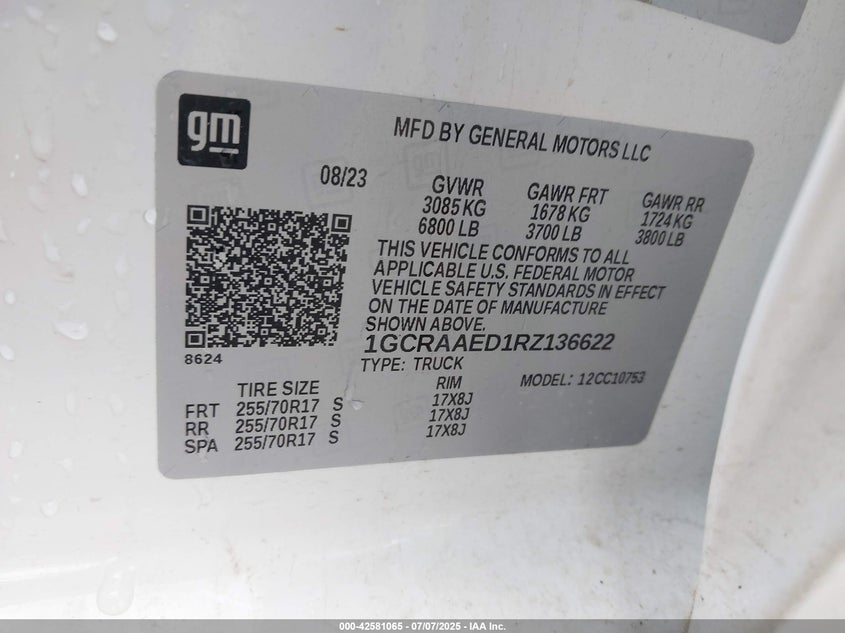 gm
MFD BY GENERAL MOTORS LLC
08/23 GVWR GAWR FRT GAWR RR
3085 KG 1678 KG 1724 KG
6800 LB 3700 LB 3800 LB
THIS VEHICLE CONFORMS TO ALL
APPLICABLE U.S. FEDERAL MOTOR
VEHICLE SAFETY STANDARDS IN EFFECT
ON THE DATE OF MANUFACTURE
SHOWN ABOVE.
8624 1GCRAAED1RZ136622
TYPE: TRUCK MODEL: 12CC10753
TIRE SIZE RIM
FRT 255/70R17 S 17X8J
RR 255/70R17 S 17X8J
SPA 255/70R17 S 17X8J
000-42581065 - 07/07/2025 - IAA Inc.